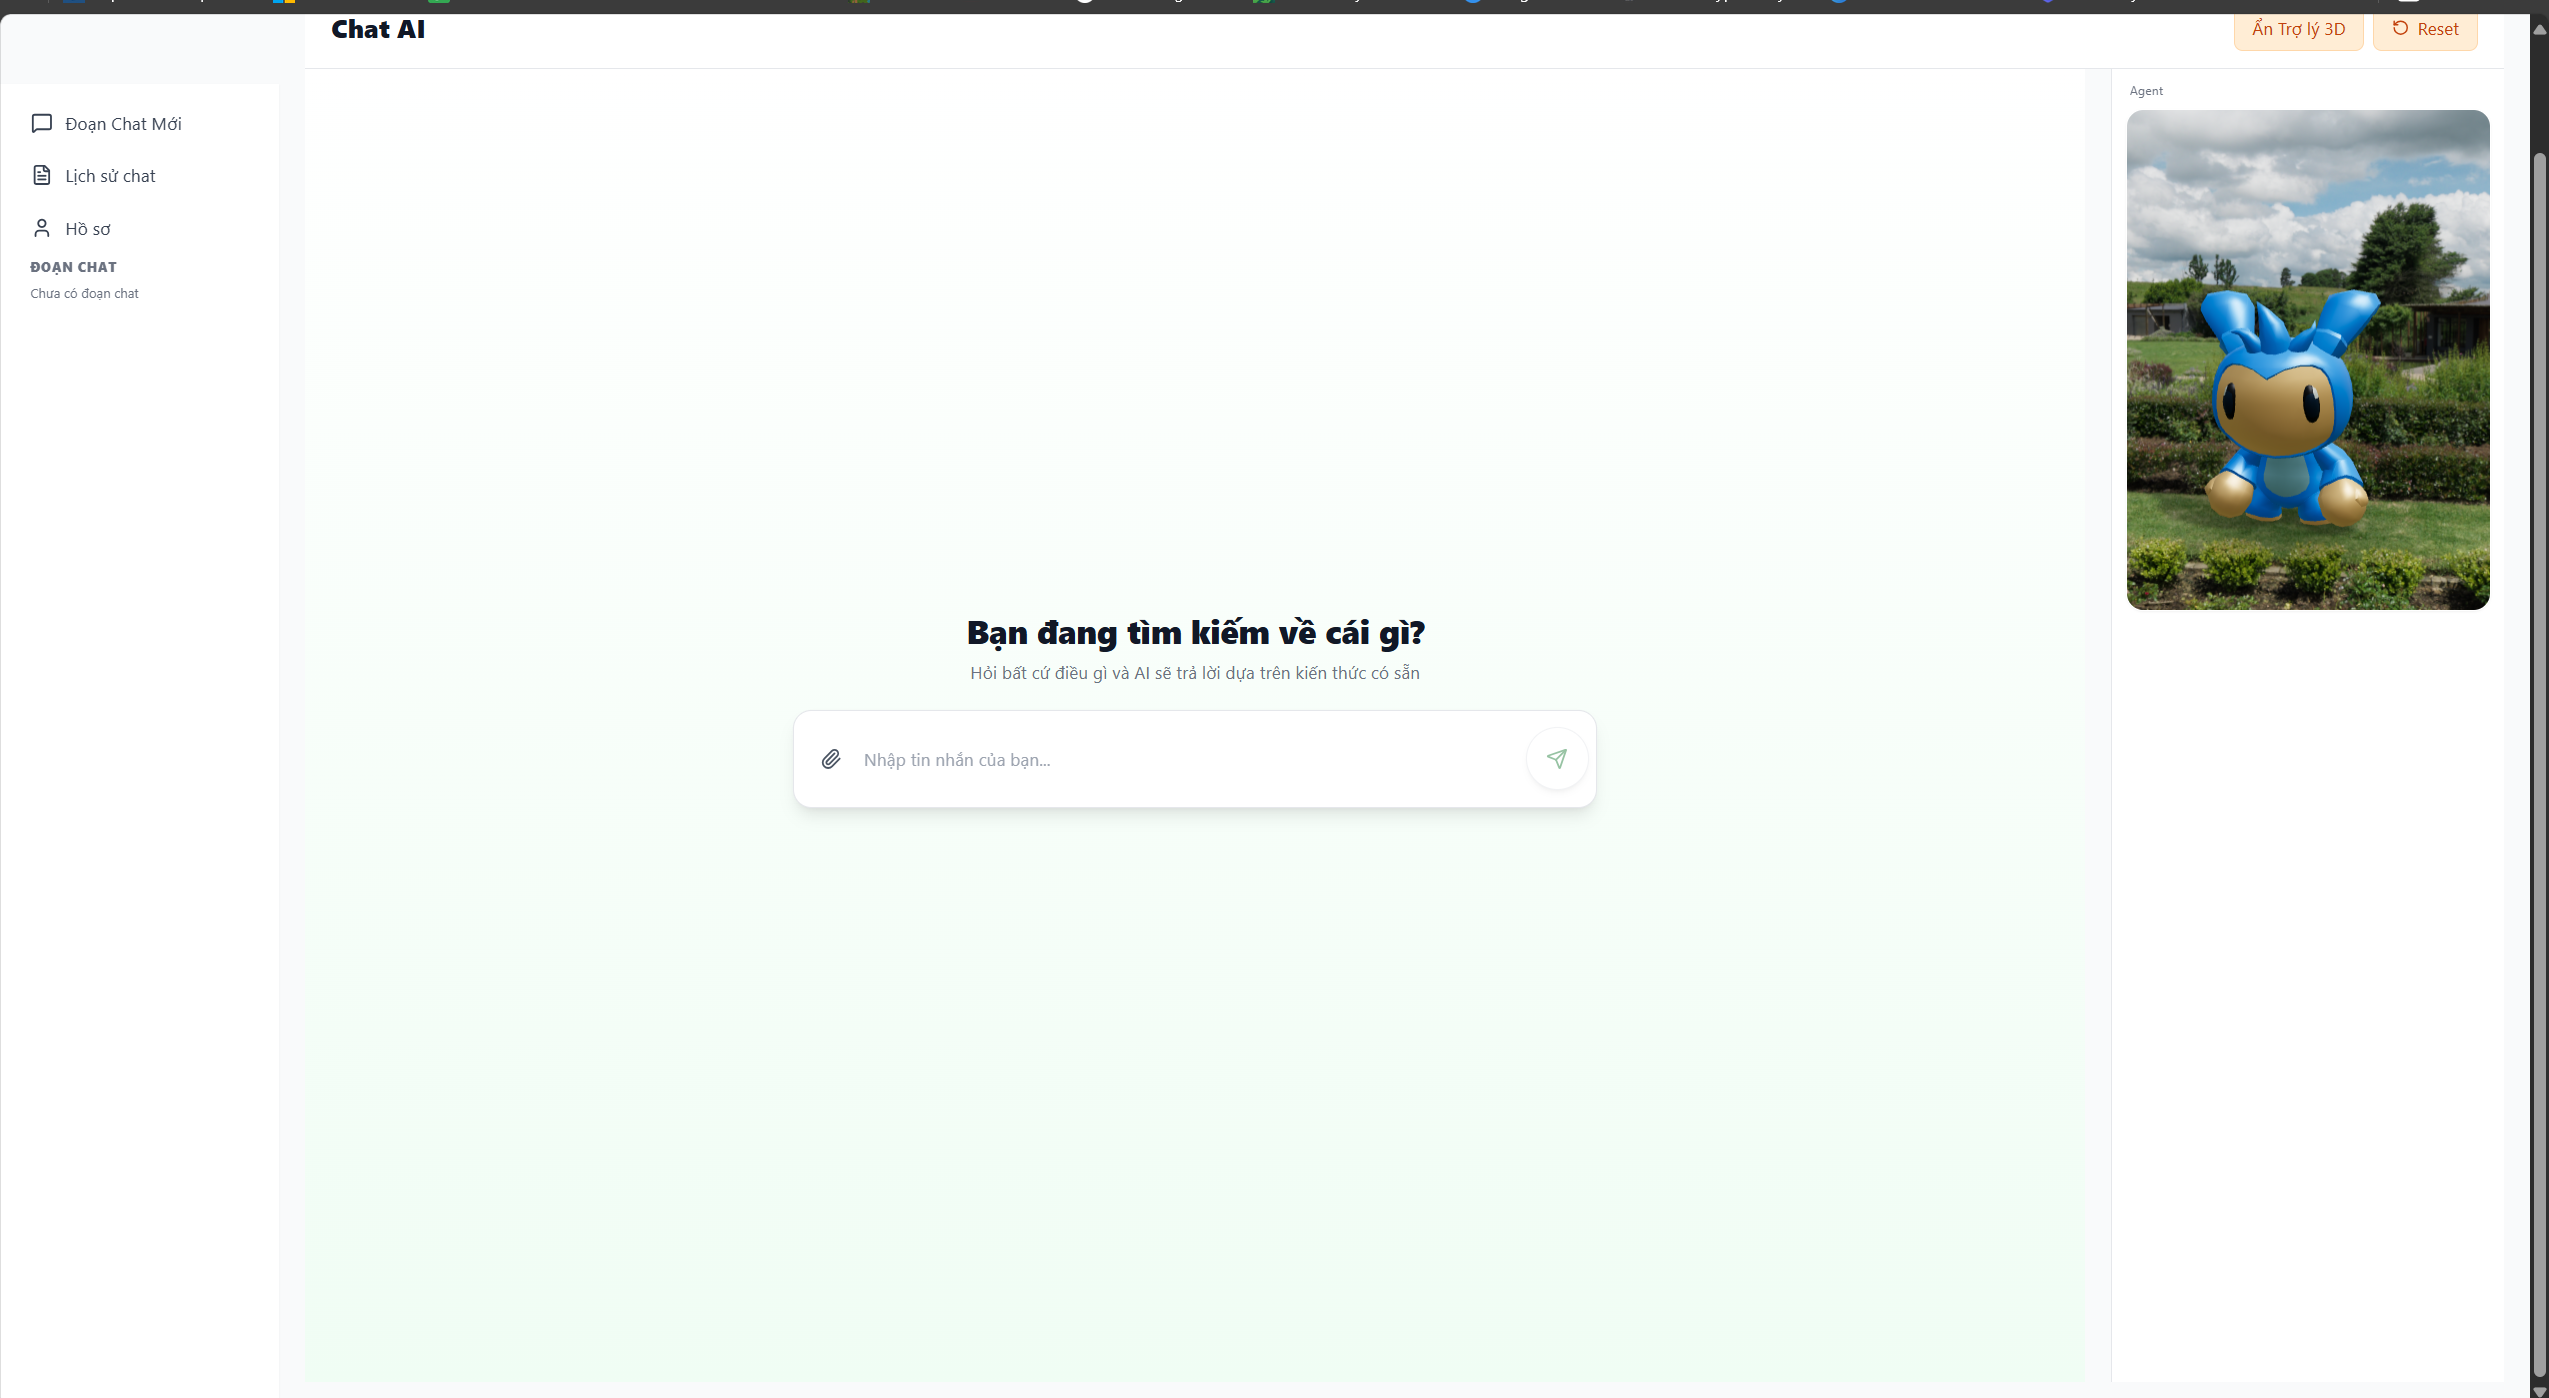 Chat AI
Ẩn Trợ lý 3D
Reset
Đoạn Chat Mới
Lịch sử chat
Hồ sơ
ĐOẠN CHAT
Chưa có đoạn chat
Agent
Bạn đang tìm kiếm về cái gì?
Hỏi bất cứ điều gì và AI sẽ trả lời dựa trên kiến thức có sẵn
Nhập tin nhắn của bạn...